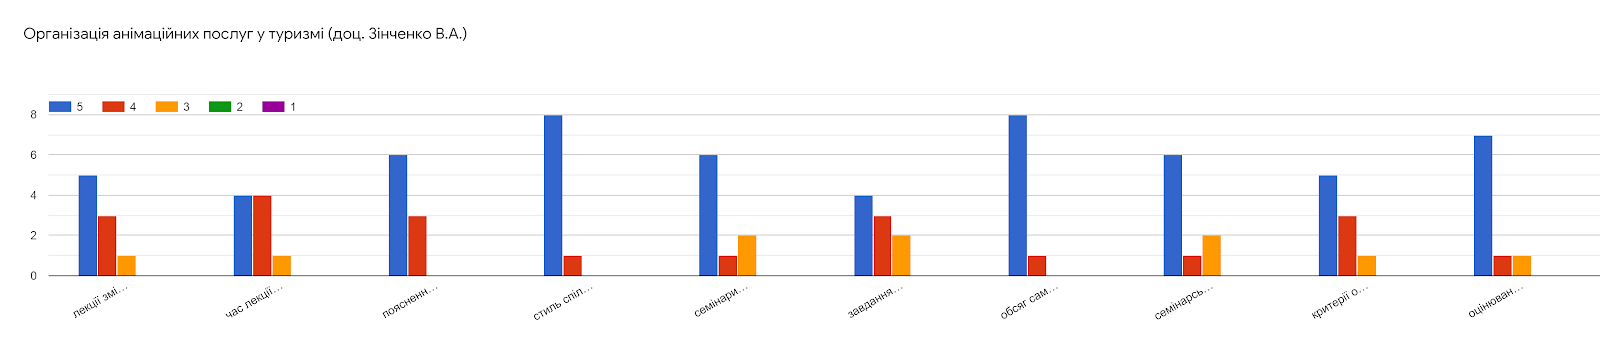 Організація анімаційних послуг у туризмі (доц. Зінченко В.А.)
5 4 3 2 1
8
6
4
2
0
лекції змі… час лекції… поясненн… стиль спіл… семінари… завдання… обсяг сам… семінарсь… критерії о… оцінюван…